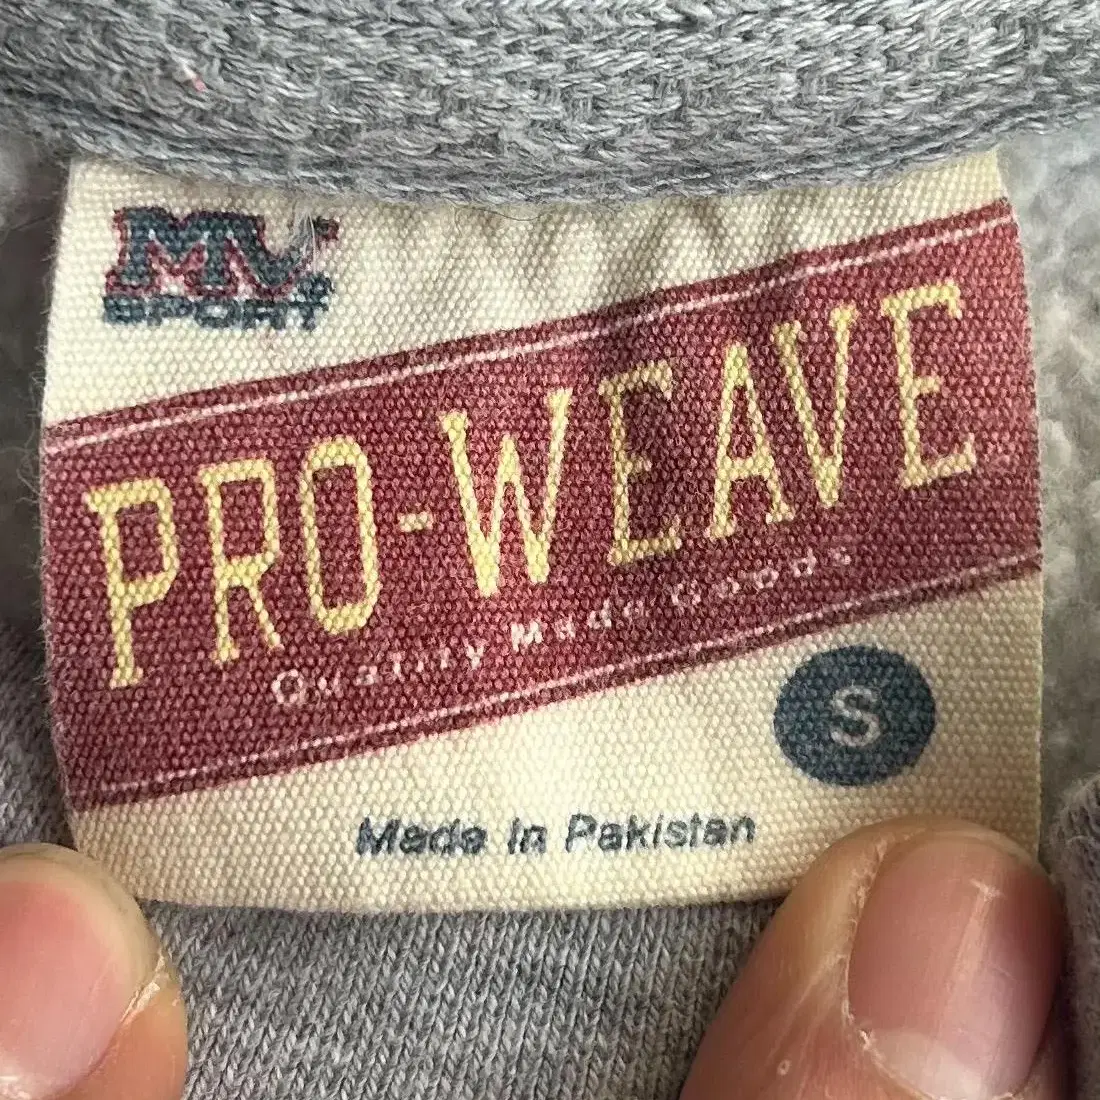 MV
SPORT
PRO-WEAVE
Quality Made Goods
S
Made In Pakistan